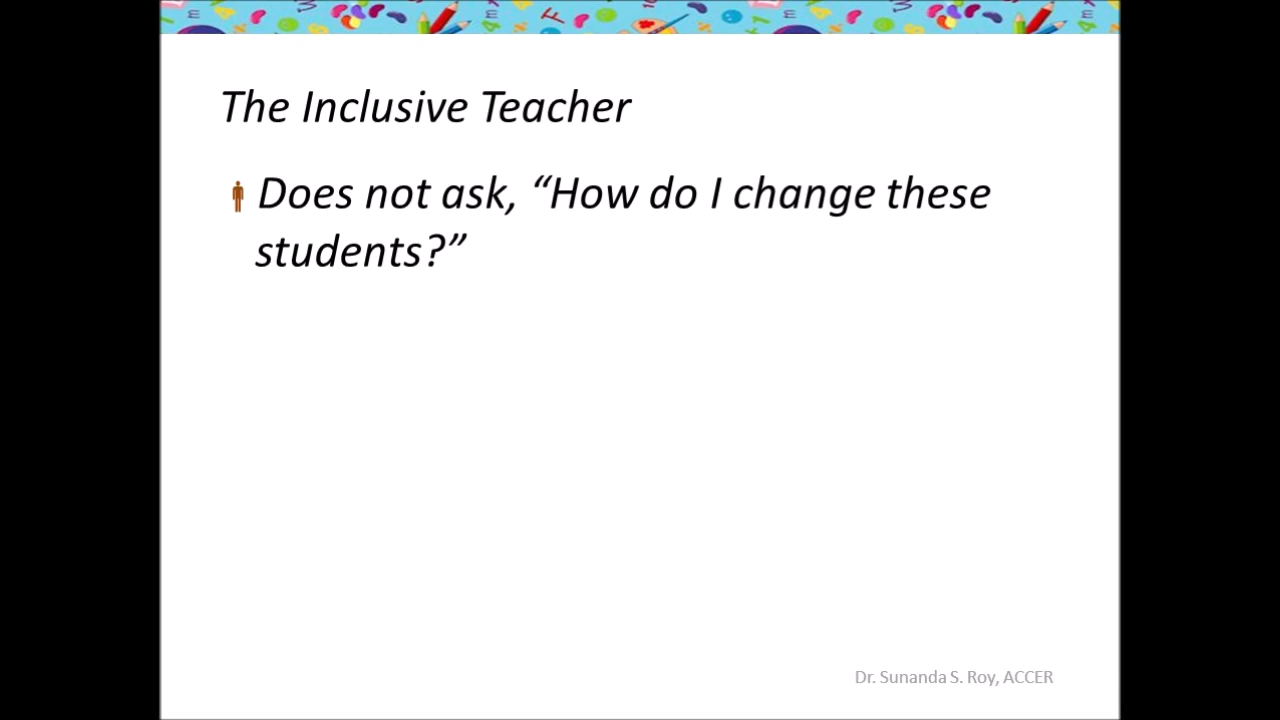 The Inclusive Teacher
Does not ask, “How do I change these
students?”
Dr. Sunanda S. Roy, ACCER